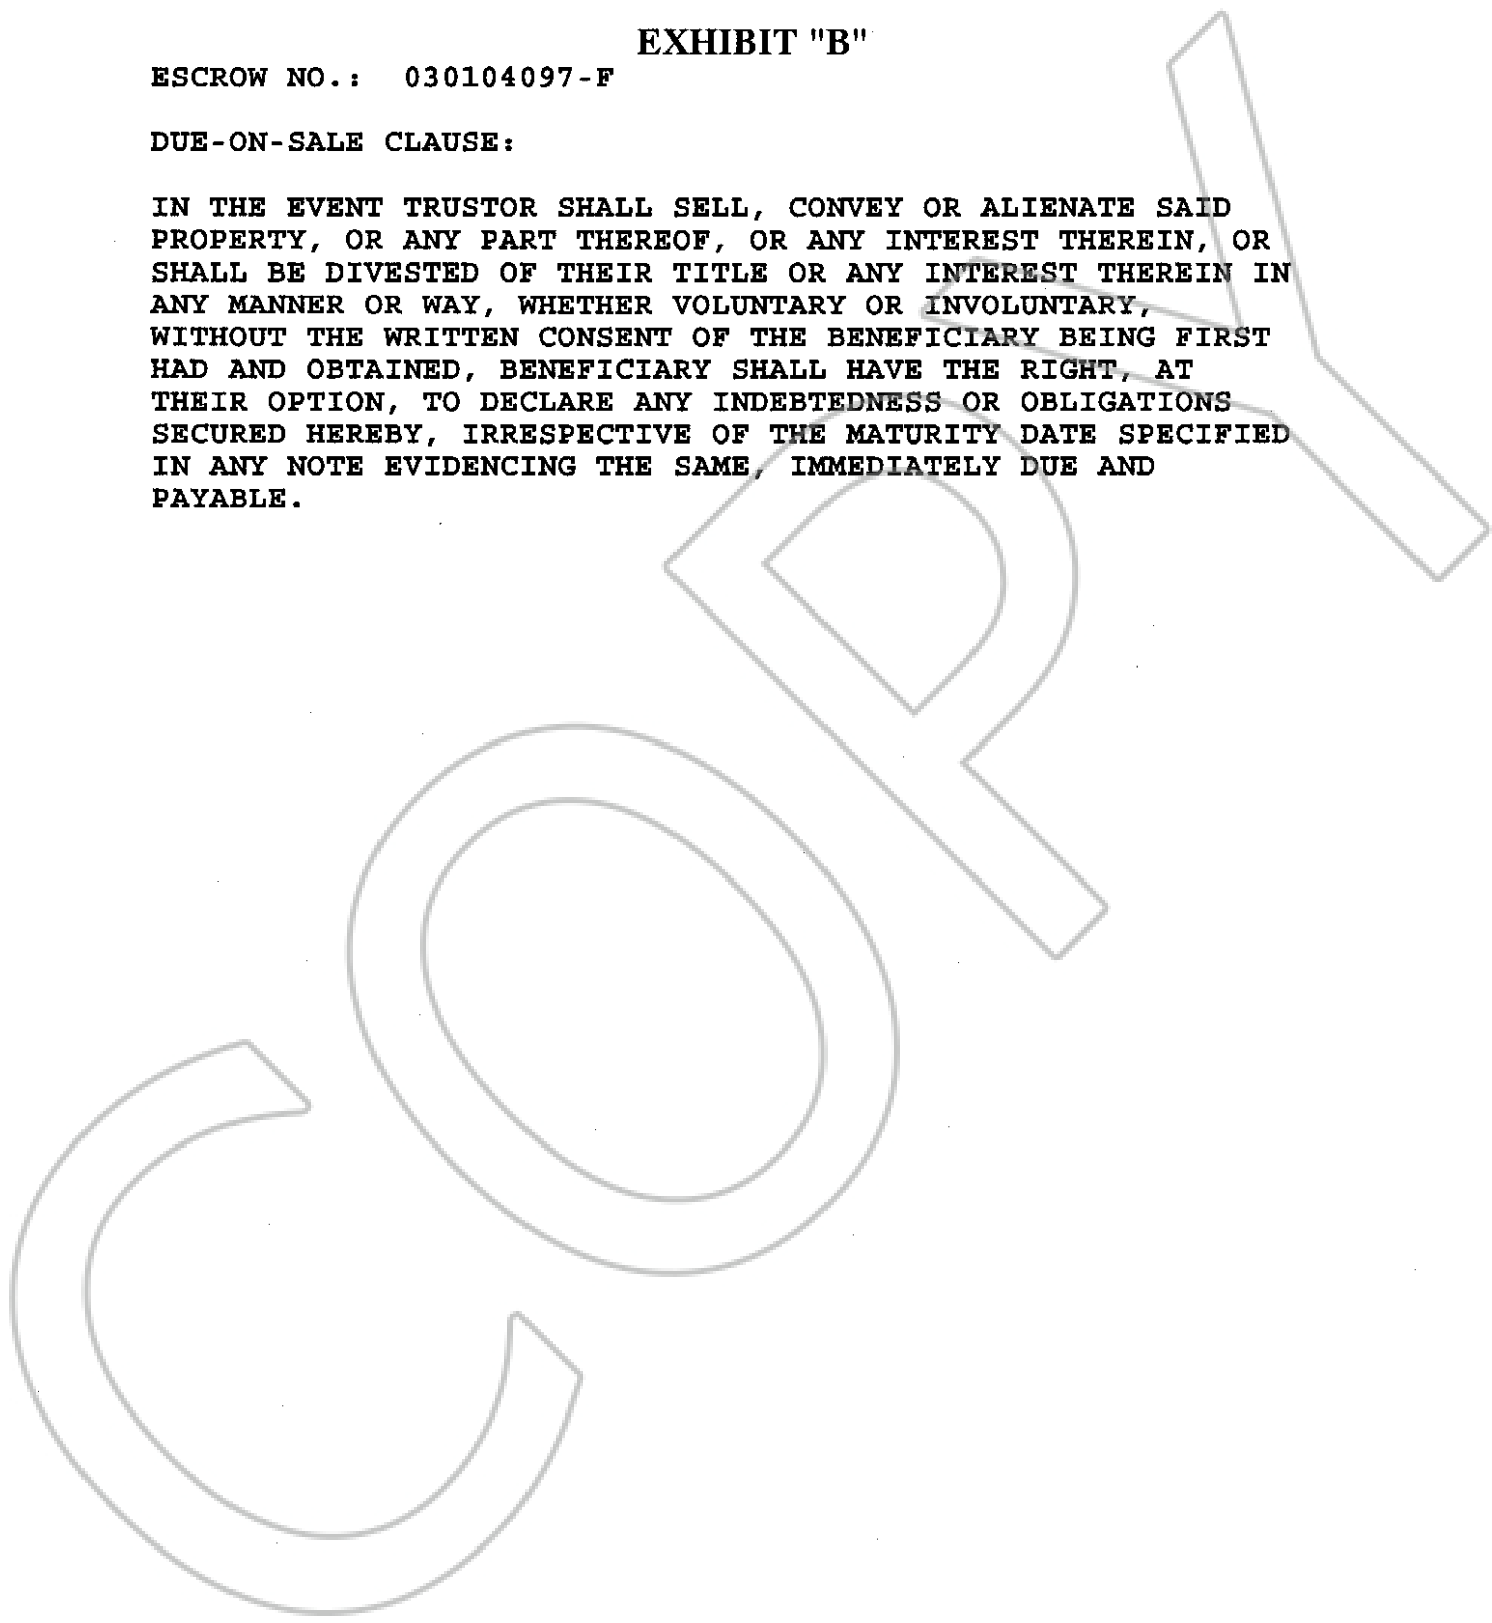 EXHIBIT "B"
ESCROW NO.: 030104097-F
DUE-ON-SALE CLAUSE:
IN THE EVENT TRUSTOR SHALL SELL, CONVEY OR ALIENATE SAID
PROPERTY, OR ANY PART THEREOF, OR ANY INTEREST THEREIN, OR
SHALL BE DIVESTED OF THEIR TITLE OR ANY INTEREST THEREIN IN
ANY MANNER OR WAY, WHETHER VOLUNTARY OR INVOLUNTARY,
WITHOUT THE WRITTEN CONSENT OF THE BENEFICIARY BEING FIRST
HAD AND OBTAINED, BENEFICIARY SHALL HAVE THE RIGHT, AT
THEIR OPTION, TO DECLARE ANY INDEBTEDNESS OR OBLIGATIONS
SECURED HEREBY, IRRESPECTIVE OF THE MATURITY DATE SPECIFIED
IN ANY NOTE EVIDENCING THE SAME, IMMEDIATELY DUE AND
PAYABLE.
COPY